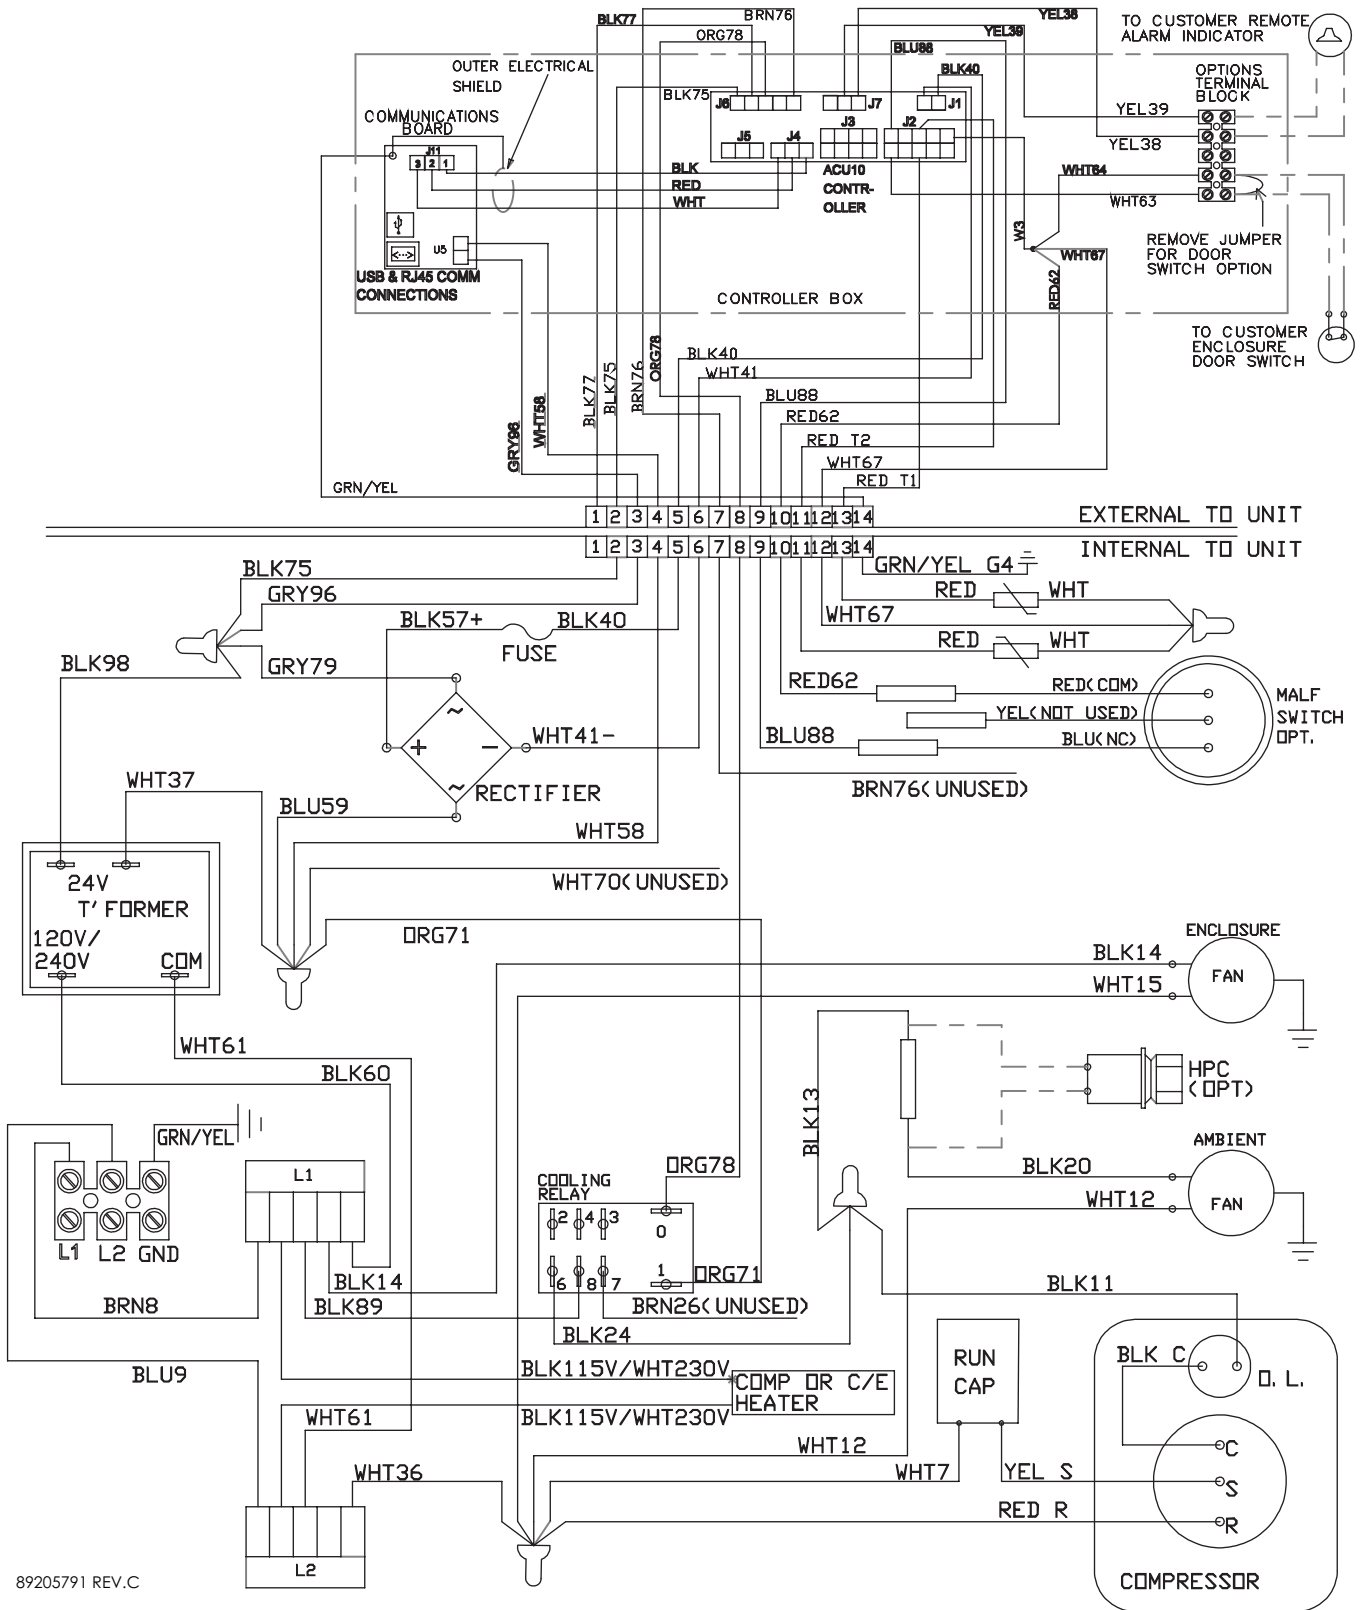 BLK77
BRN76
YEL38
ORG78
YEL39
TO CUSTOMER REMOTE
ALARM INDICATOR
BLU88
OUTER ELECTRICAL
SHIELD
BLK40
OPTIONS
TERMINAL
BLOCK
BLK75
J6
J7
J1
YEL39
COMMUNICATIONS
BOARD
J5
J4
J3
J2
YEL38
J11
3 2 1
BLK
RED
WHT
ACU10
CONTR-
OLLER
WHT64
WHT63
U5
W3
WHT67
RED62
REMOVE JUMPER
FOR DOOR
SWITCH OPTION
USB & RJ45 COMM
CONNECTIONS
CONTROLLER BOX
TO CUSTOMER
ENCLOSURE
DOOR SWITCH
BLK40
WHT41
BLK77
BLK75
BRN76
ORG78
BLU88
RED62
GRY96
WHT58
RED T2
WHT67
RED T1
GRN/YEL
1 2 3 4 5 6 7 8 9 10 11 12 13 14
EXTERNAL TO UNIT
1 2 3 4 5 6 7 8 9 10 11 12 13 14
INTERNAL TO UNIT
BLK75
GRN/YEL G4
GRY96
RED
WHT
BLK57+
BLK40
WHT67
FUSE
RED
WHT
BLK98
GRY79
RED62
RED(COM)
MALF
SWITCH
OPT.
YEL(NOT USED)
~
+
-
~
WHT41-
BLU88
BLU(NC)
WHT37
RECTIFIER
BRN76(UNUSED)
BLU59
WHT58
24V
T'FORMER
WHT70(UNUSED)
120V/
240V
COM
ORG71
ENCLOSURE
FAN
BLK14
WHT15
WHT61
BLK60
HPC
(OPT)
BLK13
GRN/YEL
L1
COOLING
RELAY
ORG78
AMBIENT
FAN
BLK20
WHT12
2 4 3
0
L1 L2 GND
1
6 8 7
ORG71
BLK14
BLK11
BRN8
BLK89
BRN26(UNUSED)
BLK24
BLU9
BLK115V/WHT230V
COMP OR C/E
HEATER
RUN
CAP
BLK C
O.L.
WHT61
BLK115V/WHT230V
WHT12
C
WHT36
WHT7
YEL S
S
RED R
R
L2
COMPRESSOR
89205791 REV.C